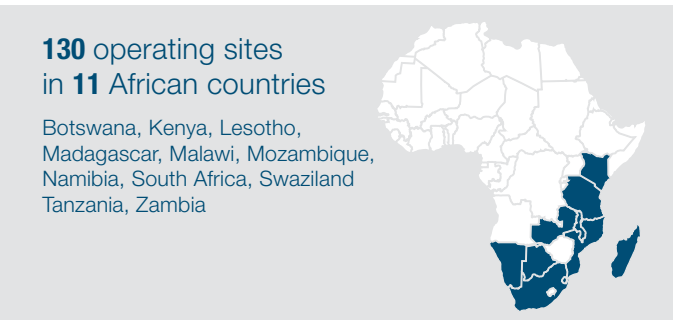 130 operating sites
in 11 African countries
Botswana, Kenya, Lesotho,
Madagascar, Malawi, Mozambique,
Namibia, South Africa, Swaziland
Tanzania, Zambia